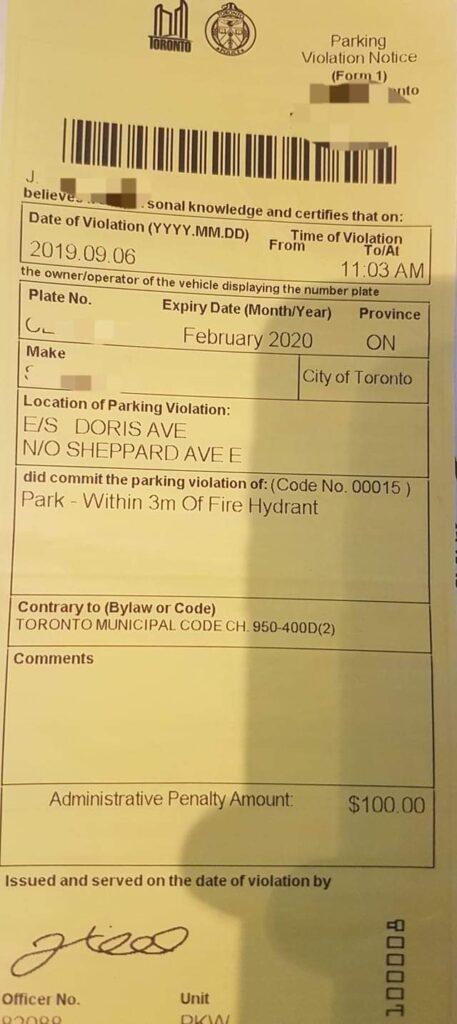 TORONTO
Parking
Violation Notice
(Form 1)
J.
sonal knowledge and certifies that on:
Date of Violation (YYYY.MM.DD)
Time of Violation
From To/At
2019.09.06
11:03 AM
the owner/operator of the vehicle displaying the number plate
Plate No. Expiry Date (Month/Year) Province
February 2020 ON
Make
City of Toronto
Location of Parking Violation:
E/S DORIS AVE
N/O SHEPPARD AVE E
did commit the parking violation of: (Code No. 00015 )
Park - Within 3m Of Fire Hydrant
Contrary to (Bylaw or Code)
TORONTO MUNICIPAL CODE CH. 950-400D(2)
Comments
Administrative Penalty Amount: $100.00
Issued and served on the date of violation by
Officer No. Unit
PKW